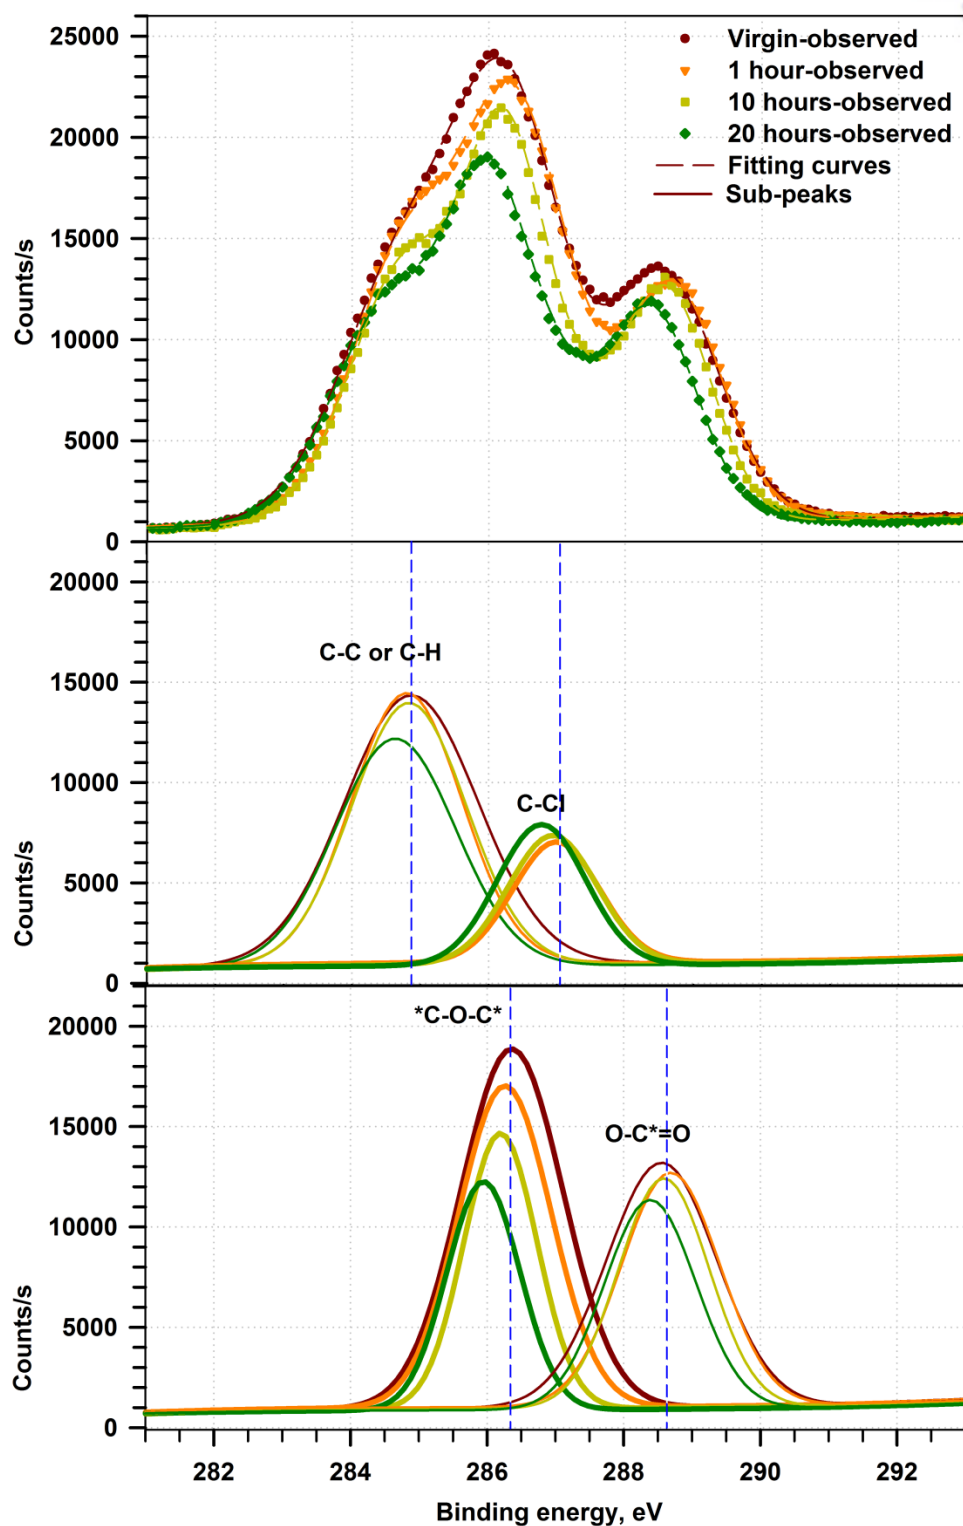 25000
20000
15000
10000
5000
0
Counts/s
Virgin-observed
1 hour-observed
10 hours-observed
20 hours-observed
Fitting curves
Sub-peaks
20000
15000
10000
5000
0
Counts/s
C-C or C-H
C-Cl
20000
15000
10000
5000
0
Counts/s
*C-O-C*
O-C*=O
282 284 286 288 290 292
Binding energy, eV